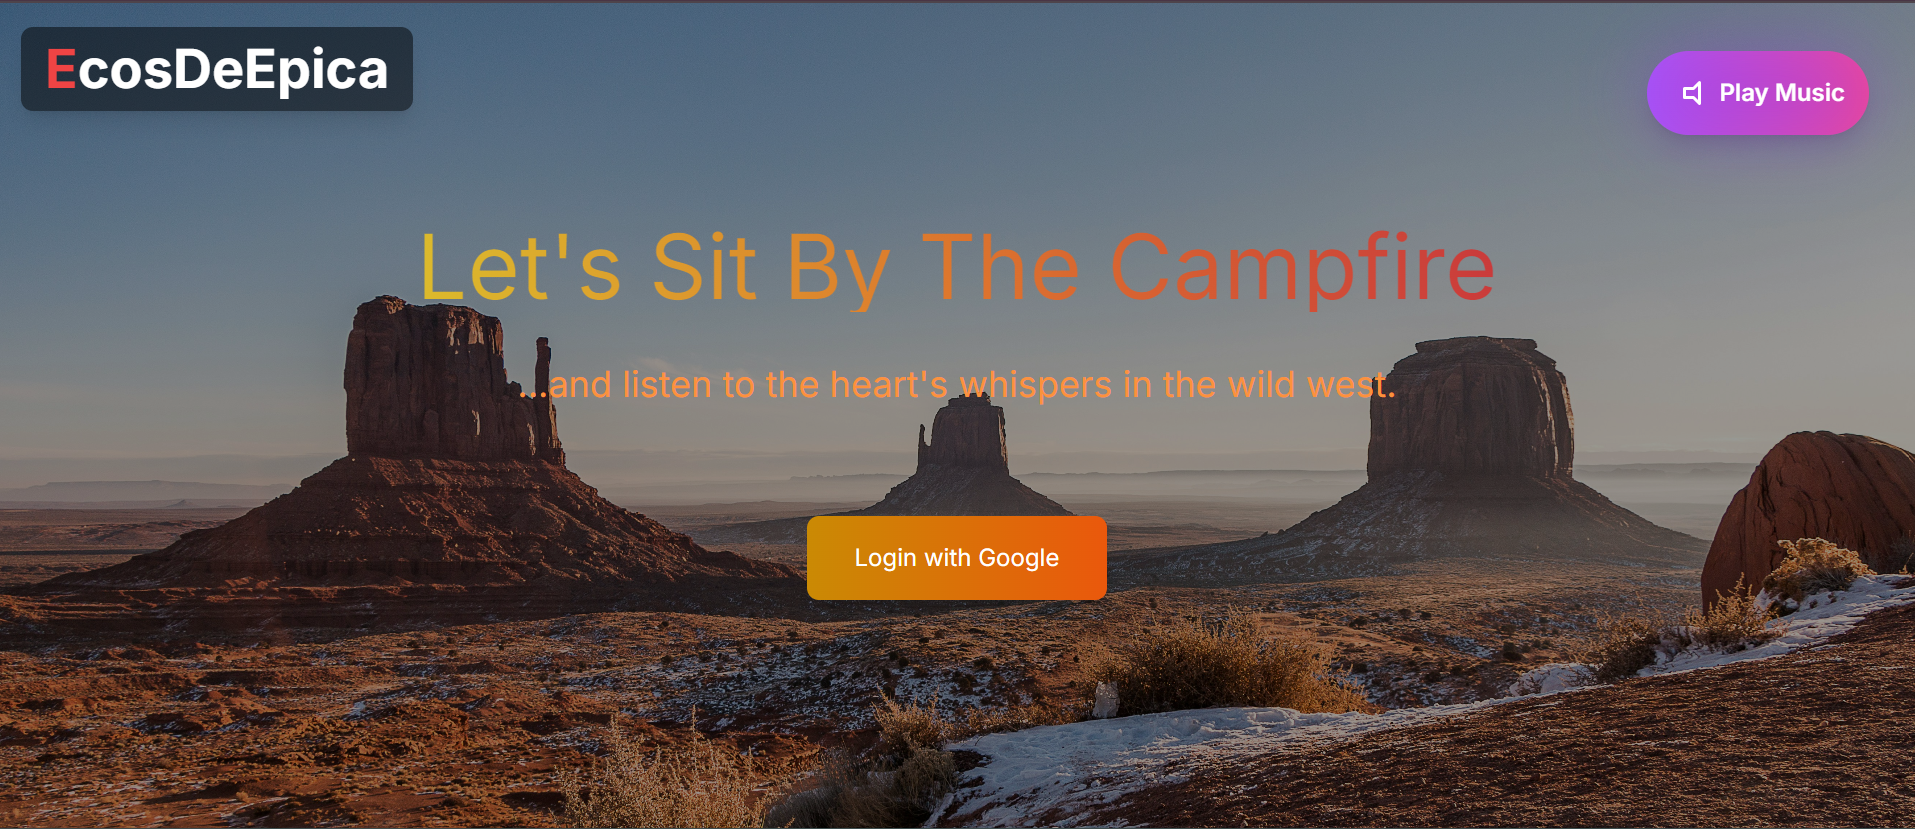 EcosDeEpica
Play Music
Let's Sit By The Campfire
...and listen to the heart's whispers in the wild west.
Login with Google